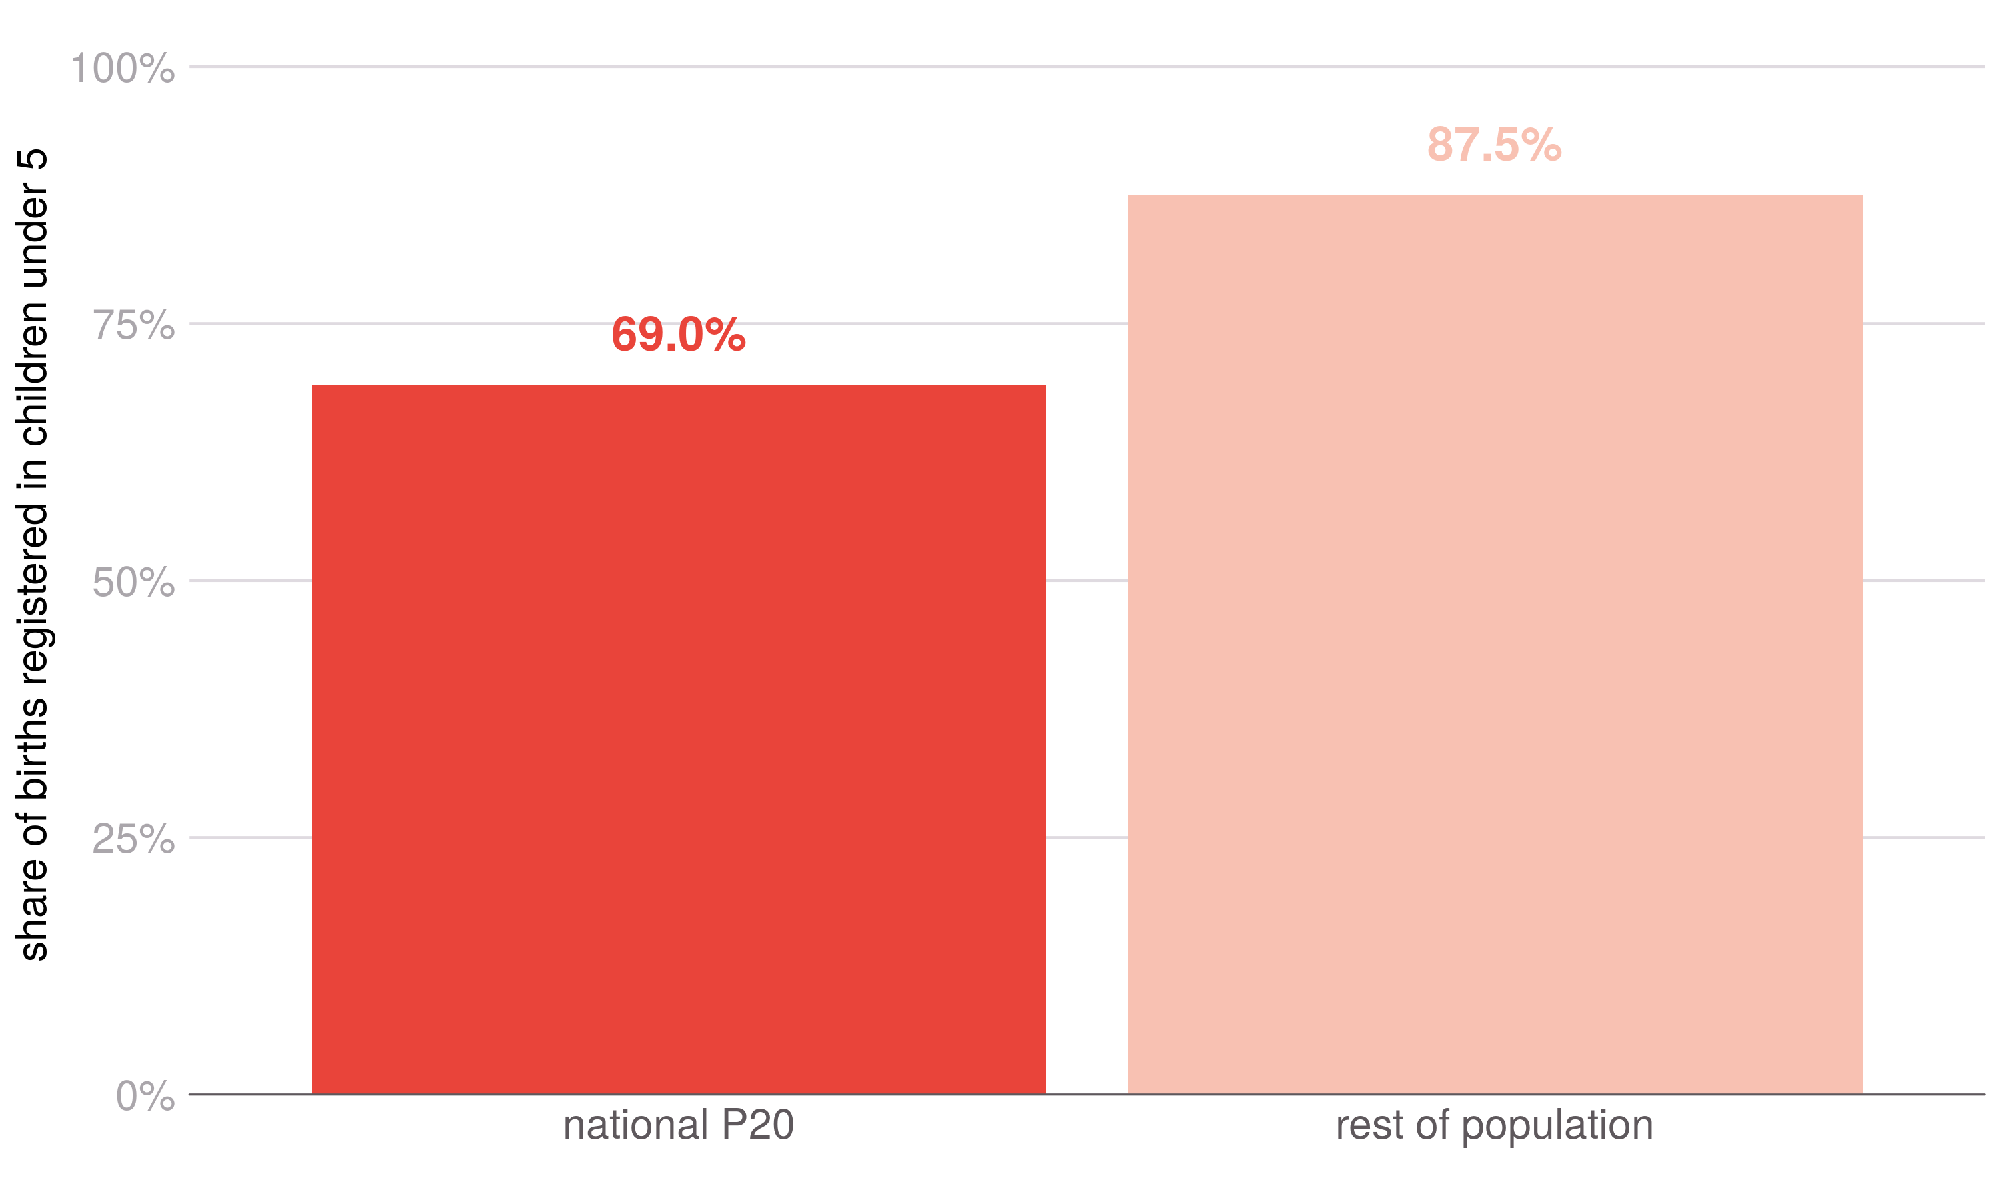 share of births registered in children under 5
100%
75%
50%
25%
0%
69.0%
87.5%
national P20
rest of population